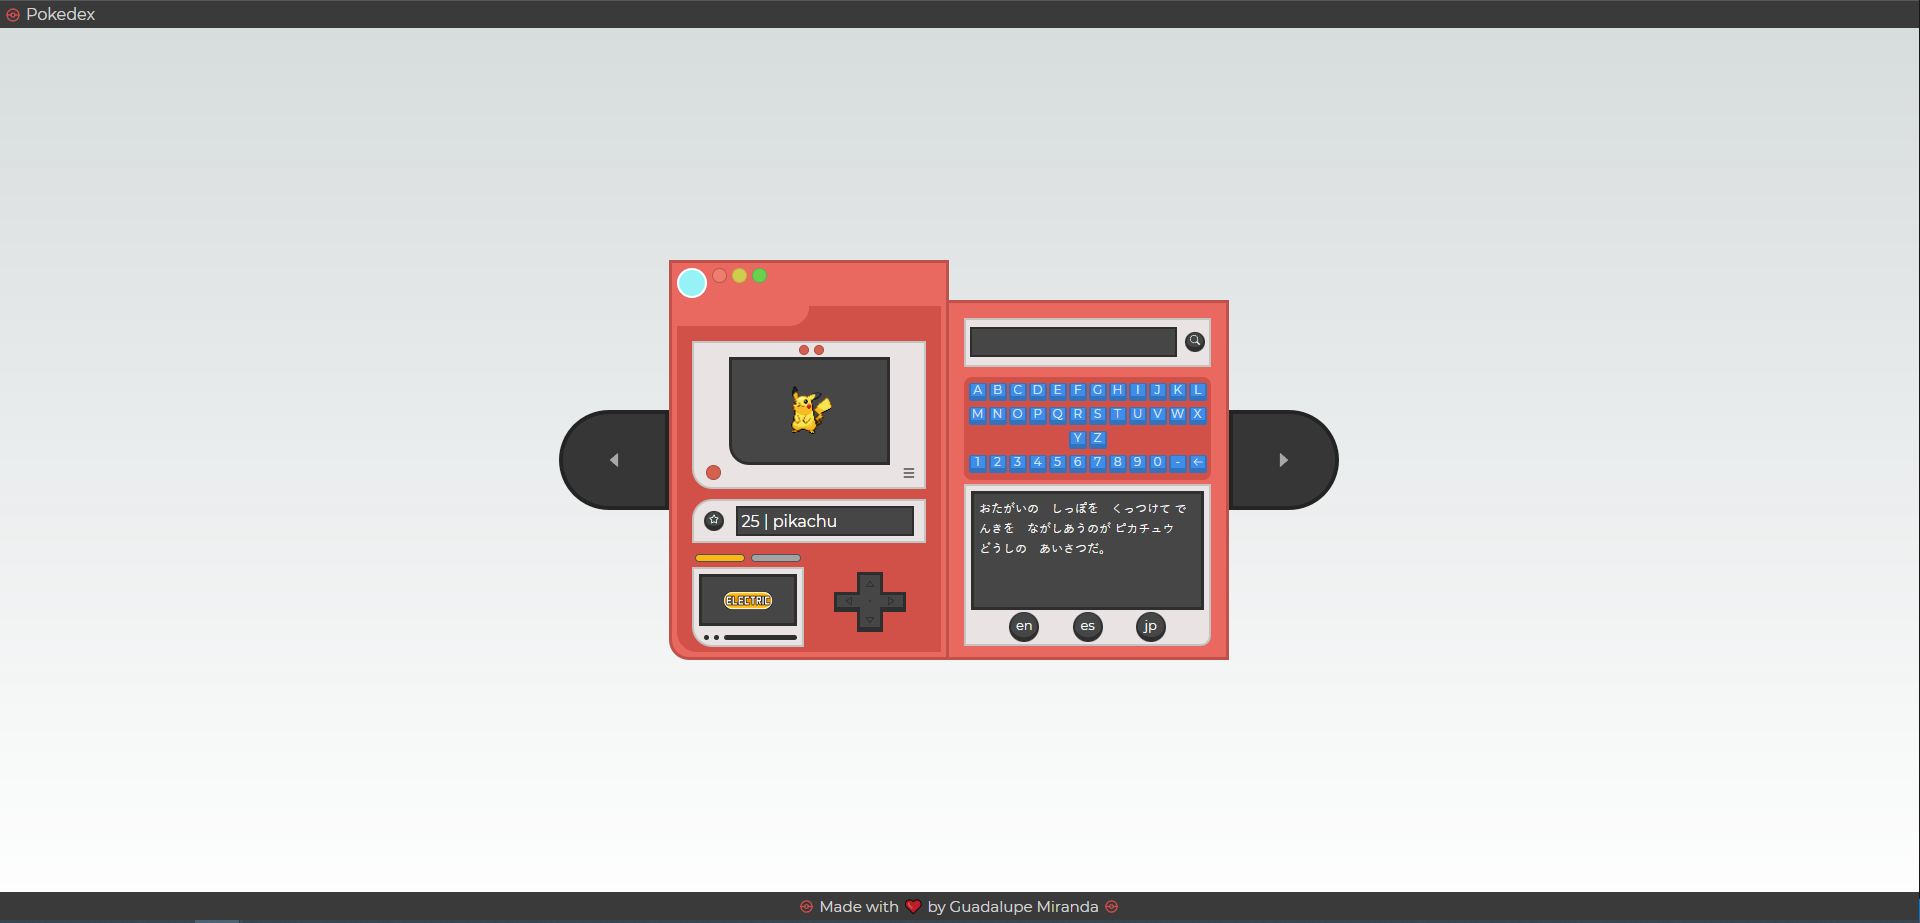 Pokedex
25 | pikachu
ELECTRIC
A B C D E F G H I J K L
M N O P Q R S T U V W X
Y Z
1 2 3 4 5 6 7 8 9 0 - ←
おたがいの　しっぽを　くっつけて で
んきを　ながしあうのが ピカチュウ
どうしの　あいさつだ。
en es jp
Made with ❤ by Guadalupe Miranda